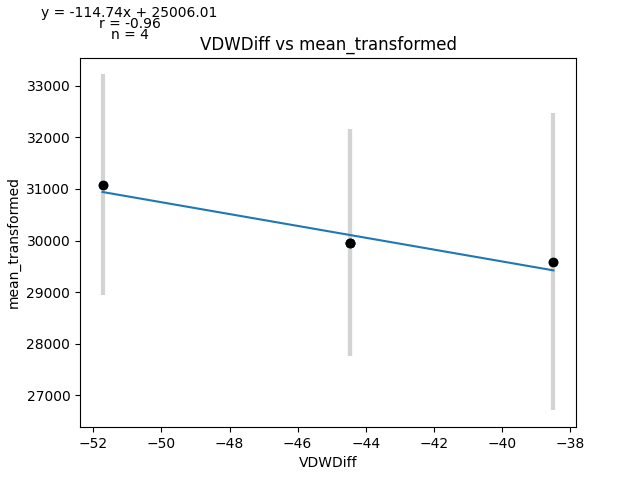 y = -114.74x + 25006.01
r = -0.96
n = 4
VDWDiff vs mean_transformed
33000
32000
31000
30000
29000
28000
27000
mean_transformed
−52
−50
−48
−46
−44
−42
−40
−38
VDWDiff